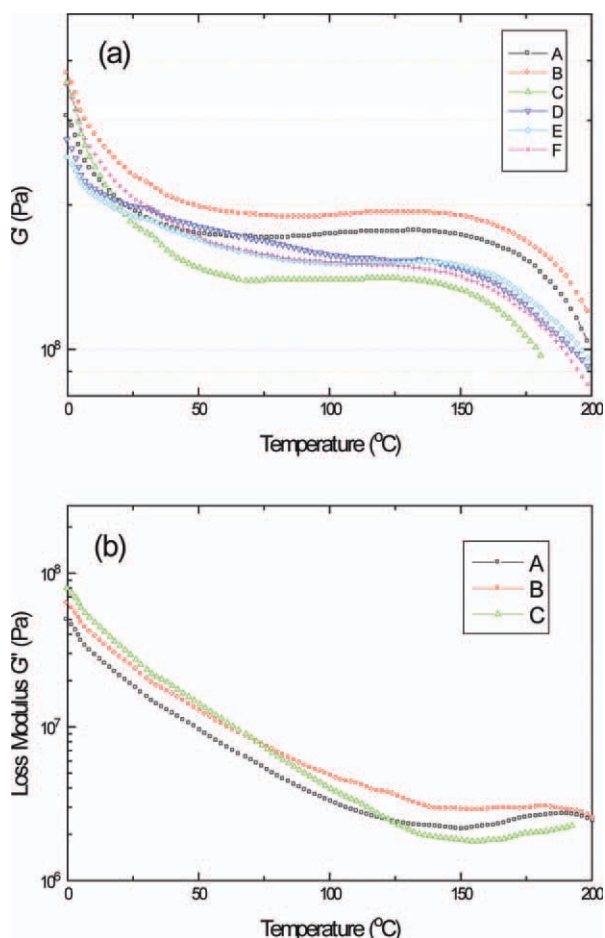 (a)
A
B
C
D
E
F
G' (Pa)
10⁸
0 50 100 150 200
Temperature (°C)
(b)
A
B
C
Loss Modulus G" (Pa)
10⁸
10⁷
10⁶
0 50 100 150 200
Temperature (°C)